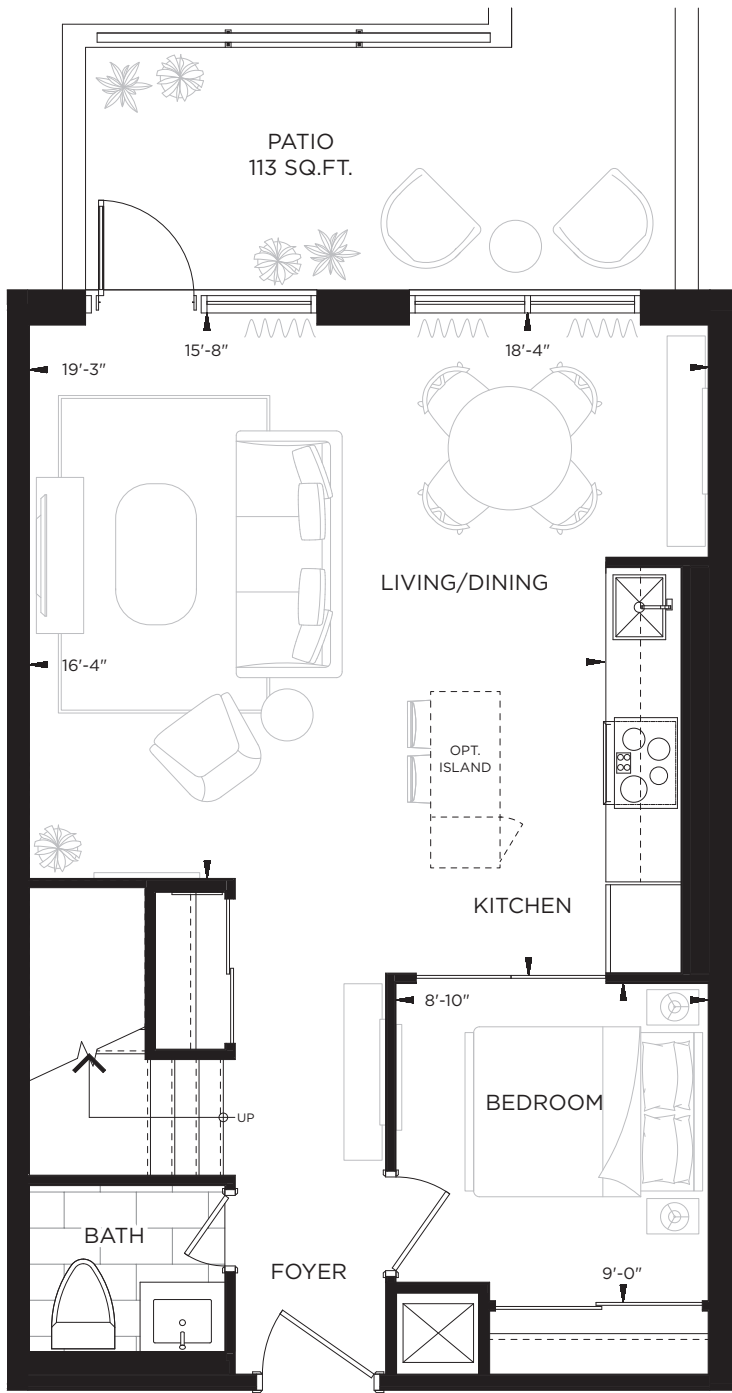 PATIO
113 SQ.FT.
15'-8"
18'-4"
19'-3"
LIVING/DINING
16'-4"
OPT.
ISLAND
KITCHEN
8'-10"
BEDROOM
UP
BATH
FOYER
9'-0"